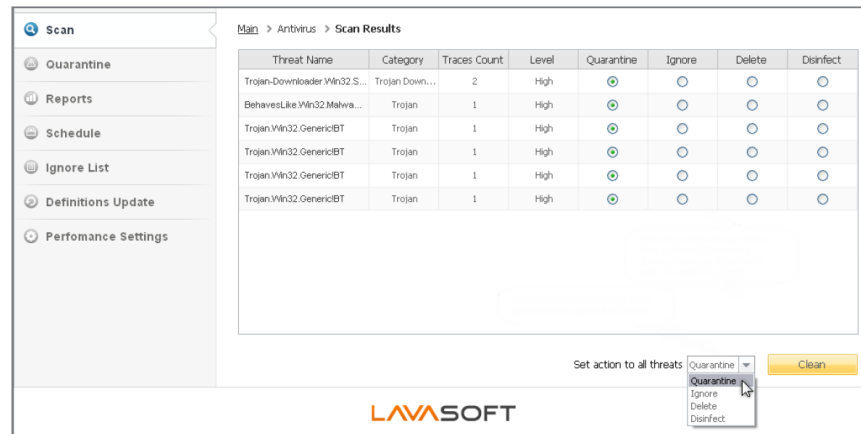 Scan
Quarantine
Reports
Schedule
Ignore List
Definitions Update
Perfomance Settings
Main > Antivirus > Scan Results
Threat Name Category Traces Count Level Quarantine Ignore Delete Disinfect
Trojan-Downloader.Win32.S... Trojan Down... 2 High
BehavesLike.Win32.Malwa... Trojan 1 High
Trojan.Win32.Generic!BT Trojan 1 High
Trojan.Win32.Generic!BT Trojan 1 High
Trojan.Win32.Generic!BT Trojan 1 High
Trojan.Win32.Generic!BT Trojan 1 High
Set action to all threats Quarantine Clean
Quarantine
Ignore
Delete
Disinfect
LAVASOFT